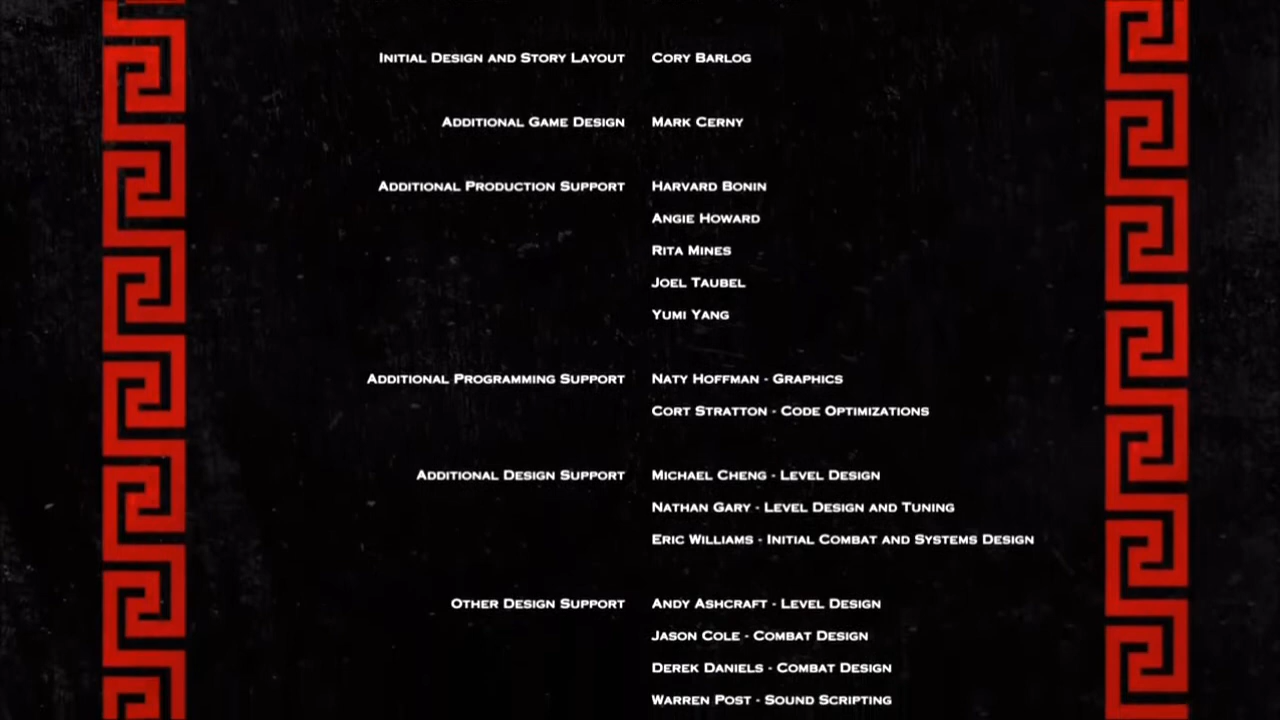 Initial Design and Story Layout Cory Barlog
Additional Game Design Mark Cerny
Additional Production Support Harvard Bonin
Angie Howard
Rita Mines
Joel Taubel
Yumi Yang
Additional Programming Support Naty Hoffman - Graphics
Cort Stratton - Code Optimizations
Additional Design Support Michael Cheng - Level Design
Nathan Gary - Level Design and Tuning
Eric Williams - Initial Combat and Systems Design
Other Design Support Andy Ashcraft - Level Design
Jason Cole - Combat Design
Derek Daniels - Combat Design
Warren Post - Sound Scripting